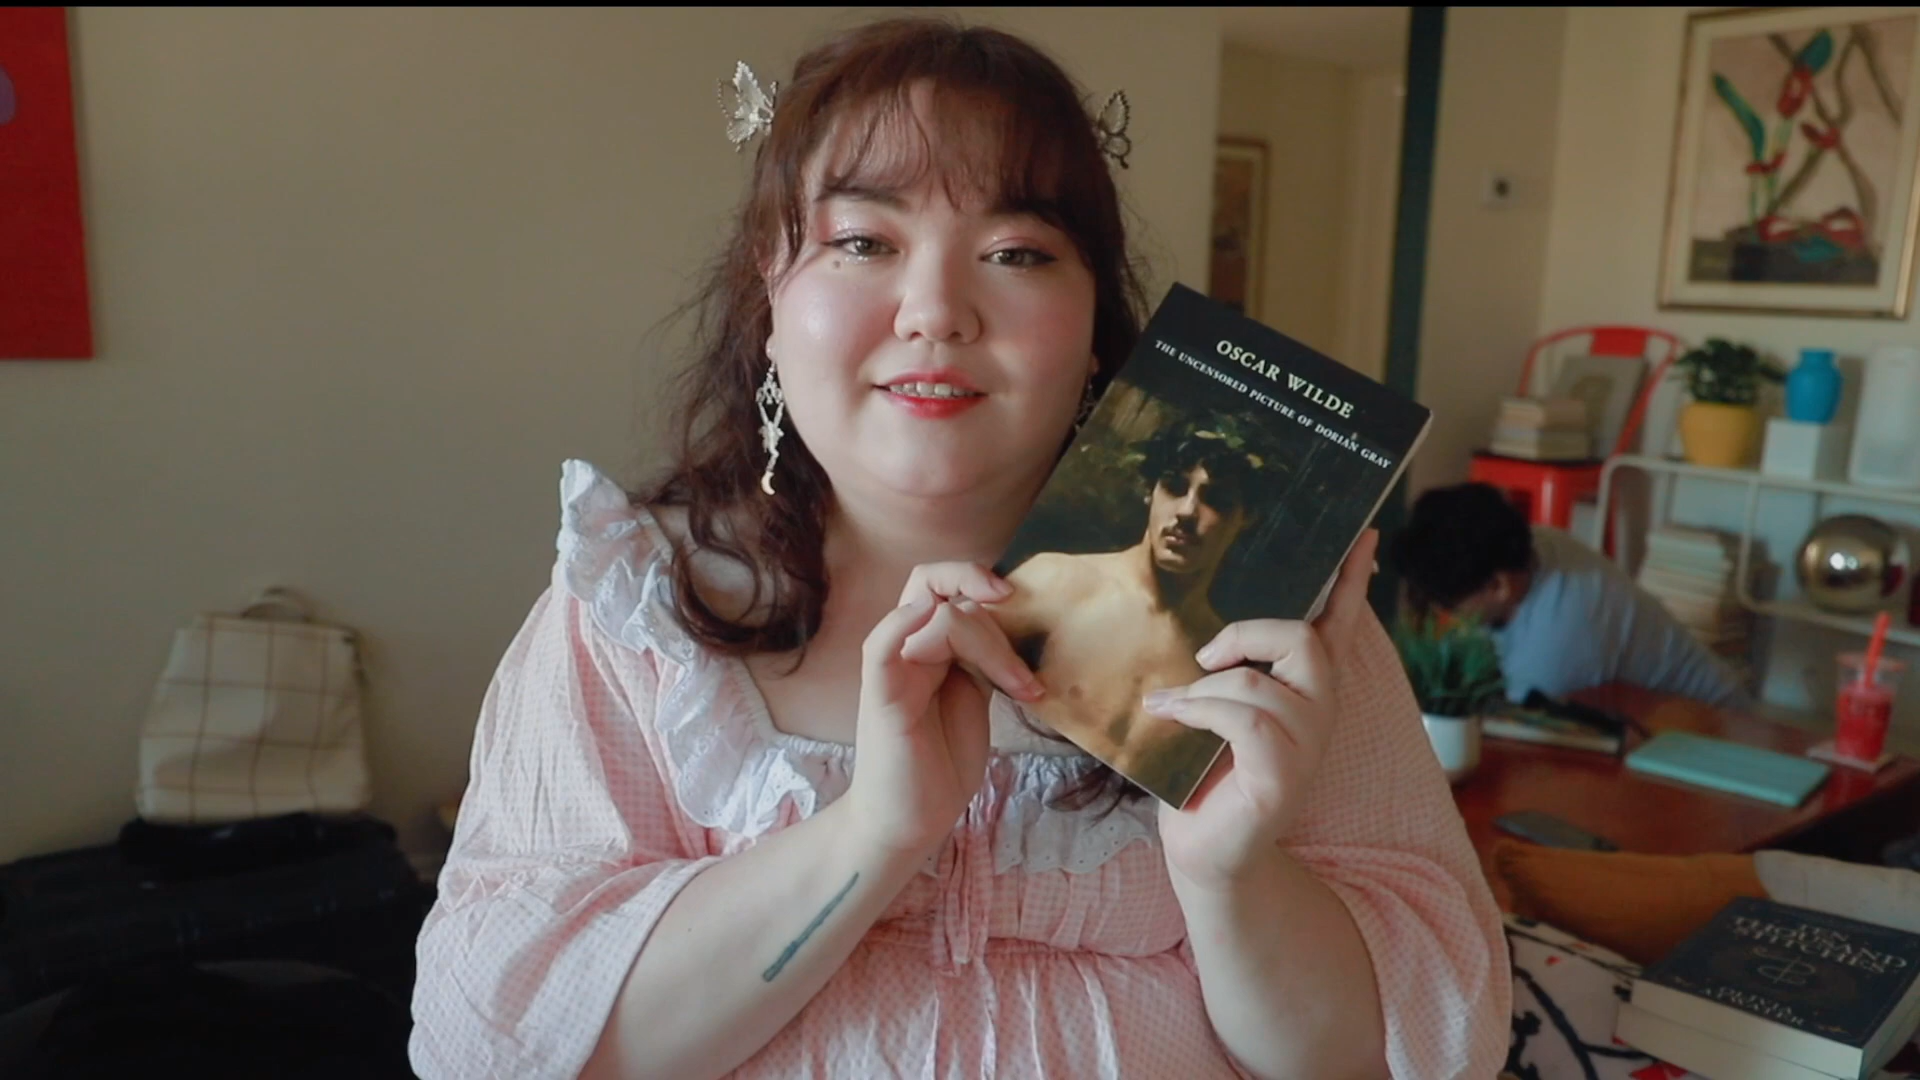 OSCAR WILDE
THE UNCENSORED PICTURE OF DORIAN GRAY
TEN
THOUSAND
STITCHES
OLIVIA
ATWATER